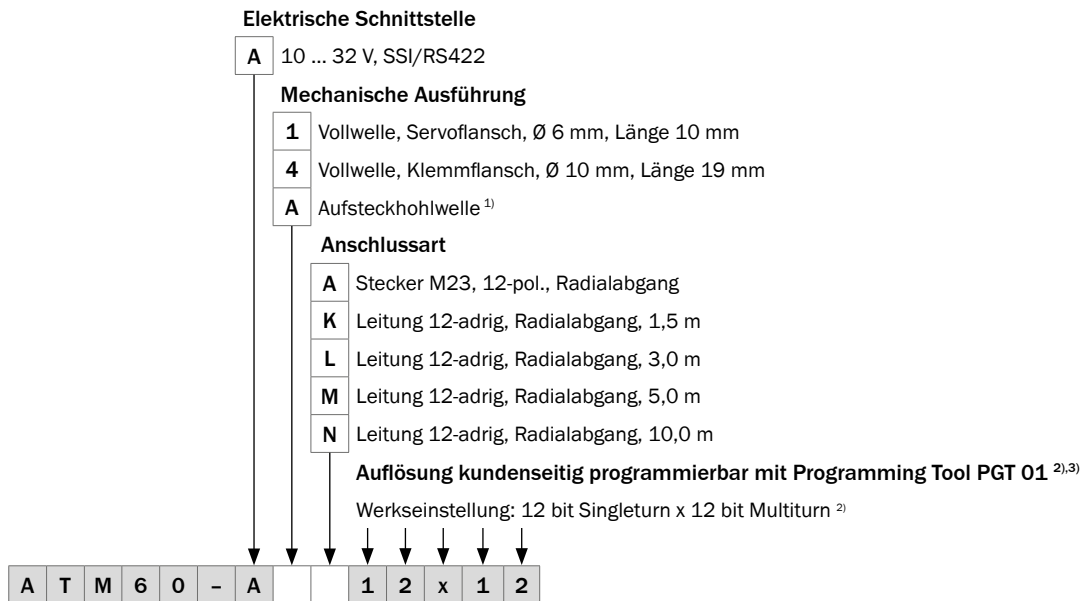 Elektrische Schnittstelle
A 10 ... 32 V, SSI/RS422
Mechanische Ausführung
1 Vollwelle, Servoflansch, Ø 6 mm, Länge 10 mm
4 Vollwelle, Klemmflansch, Ø 10 mm, Länge 19 mm
A Aufsteckhohlwelle 1)
Anschlussart
A Stecker M23, 12-pol., Radialabgang
K Leitung 12-adrig, Radialabgang, 1,5 m
L Leitung 12-adrig, Radialabgang, 3,0 m
M Leitung 12-adrig, Radialabgang, 5,0 m
N Leitung 12-adrig, Radialabgang, 10,0 m
Auflösung kundenseitig programmierbar mit Programming Tool PGT 01 2),3)
Werkseinstellung: 12 bit Singleturn x 12 bit Multiturn 2)
A T M 6 0 – A 1 2 x 1 2